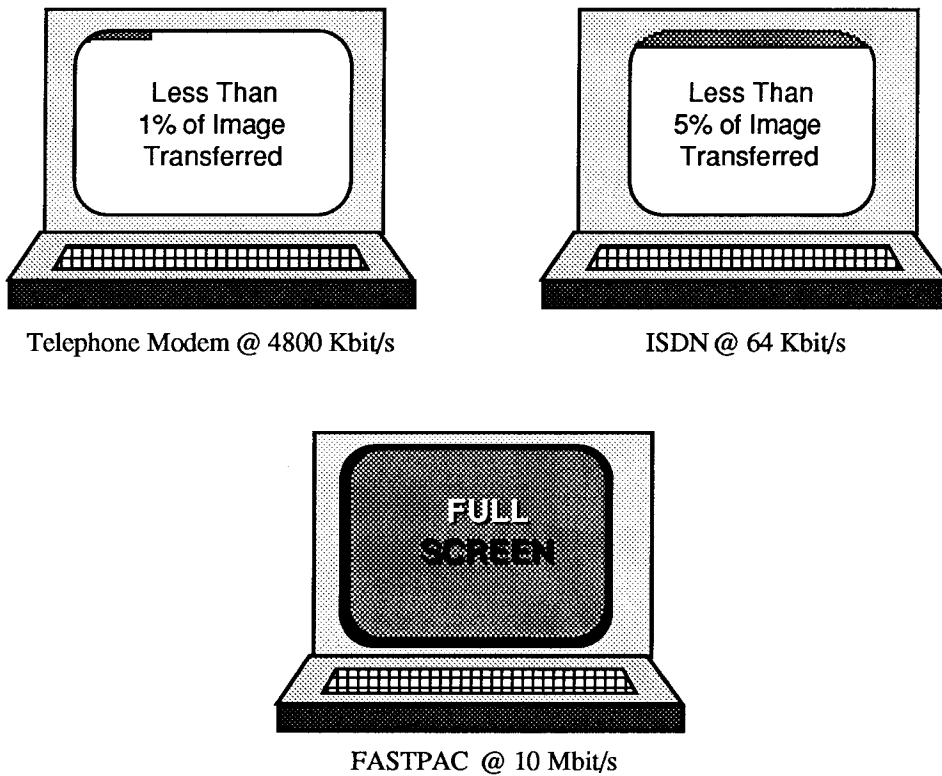 Less Than
1% of Image
Transferred
Less Than
5% of Image
Transferred
Telephone Modem @ 4800 Kbit/s
ISDN @ 64 Kbit/s
FULL
SCREEN
FASTPAC @ 10 Mbit/s